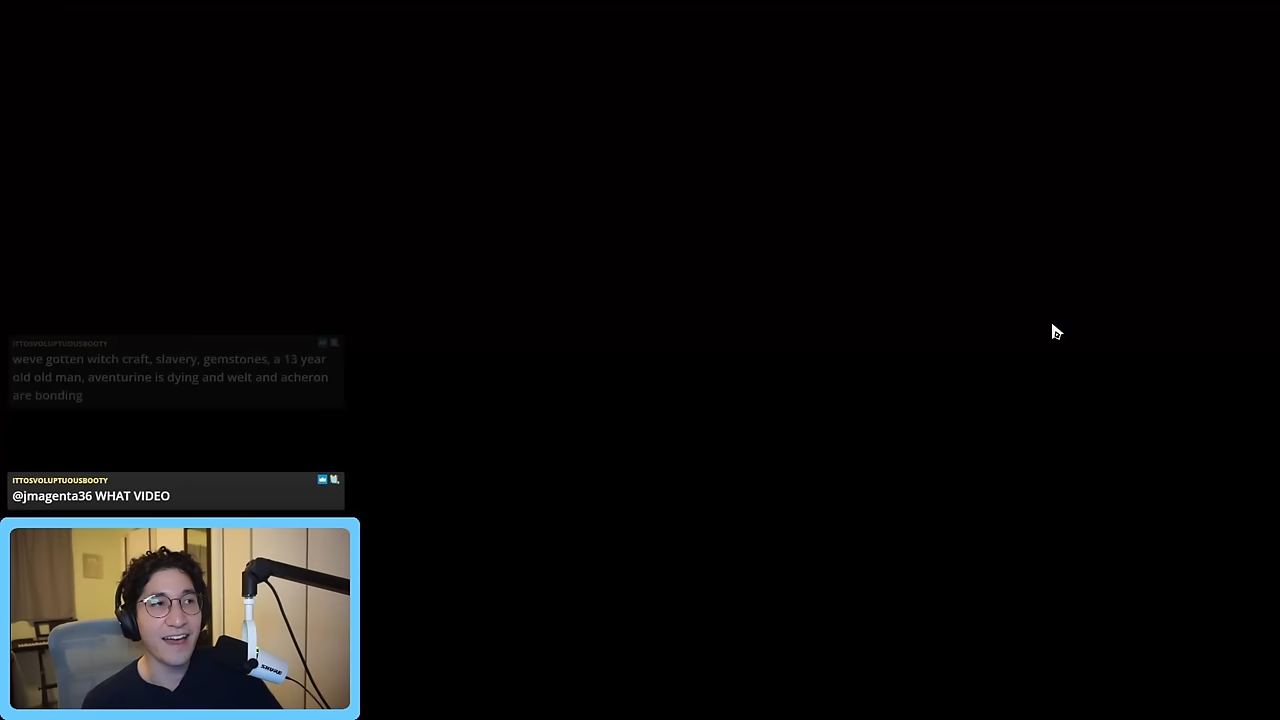 ITTOSVOLUPTUOUSBOOTY
weve gotten witch craft, slavery, gemstones, a 13 year
old old man, aventurine is dying and welt and acheron
are bonding
ITTOSVOLUPTUOUSBOOTY
@jmagenta36 WHAT VIDEO
SHURE